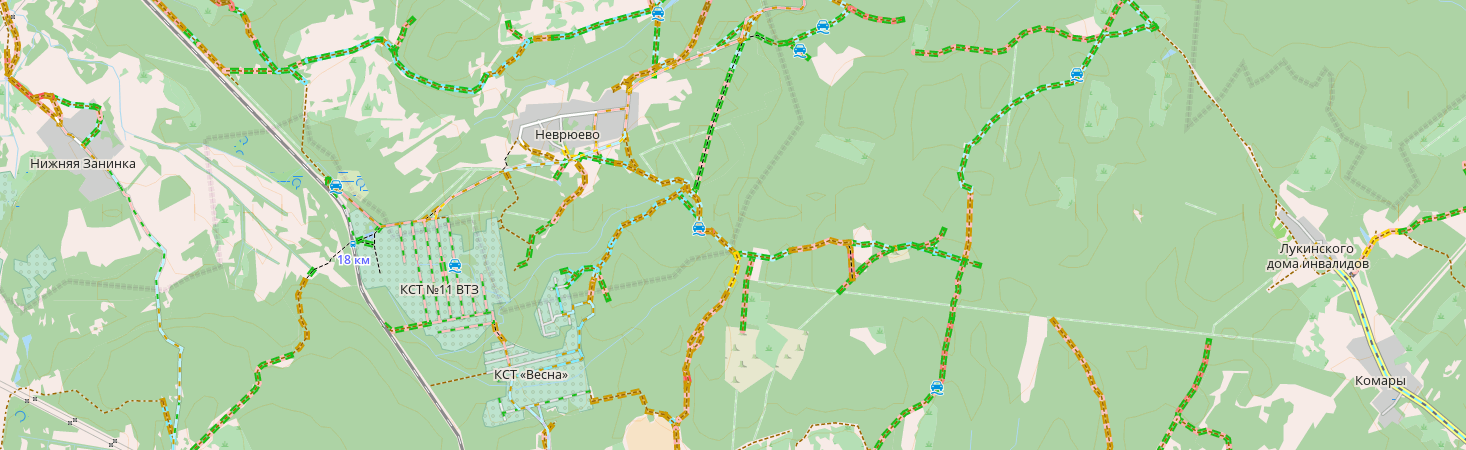 Неврюево
Нижняя Занинка
Лукинского
дома инвалидов
18 км
КСТ №11 ВТЗ
КСТ «Весна»
Комары